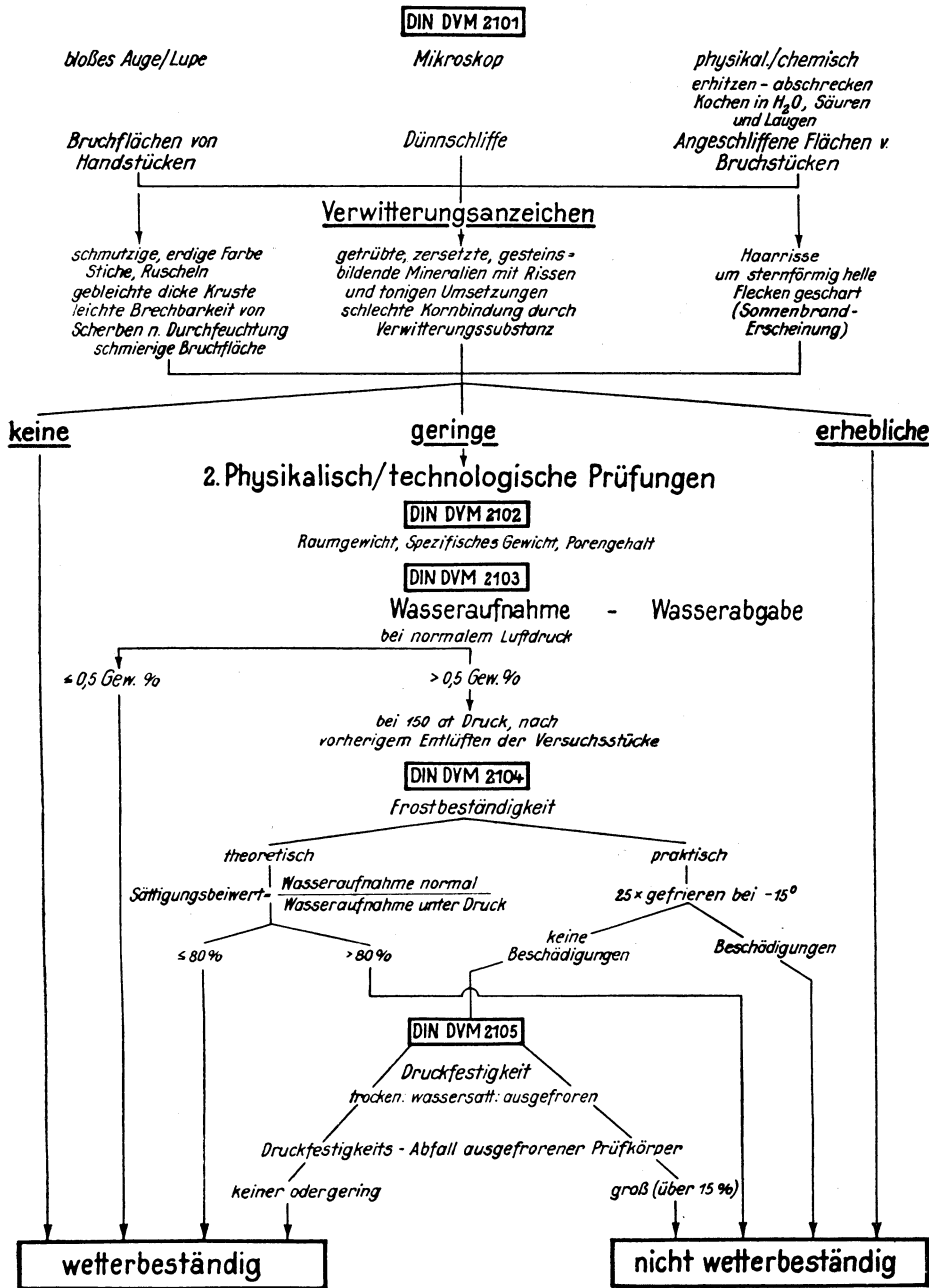 DIN DVM 2101
bloßes Auge/Lupe
Mikroskop
physikal./chemisch
erhitzen - abschrecken
Kochen in H₂O, Säuren
und Laugen
Bruchflächen von
Handstücken
Dünnschliffe
Angeschliffene Flächen v.
Bruchstücken
Verwitterungsanzeichen
schmutzige, erdige Farbe
Stiche, Ruscheln
gebleichte dicke Kruste
leichte Brechbarkeit von
Scherben n. Durchfeuchtung
schmierige Bruchfläche
getrübte, zersetzte, gesteins=
bildende Mineralien mit Rissen
und tonigen Umsetzungen
schlechte Kornbindung durch
Verwitterungssubstanz
Haarrisse
um sternförmig helle
Flecken geschart
(Sonnenbrand-
Erscheinung)
keine
geringe
erhebliche
2. Physikalisch/technologische Prüfungen
DIN DVM 2102
Raumgewicht, Spezifisches Gewicht, Porengehalt
DIN DVM 2103
Wasseraufnahme - Wasserabgabe
bei normalem Luftdruck
≤ 0,5 Gew. %
> 0,5 Gew. %
bei 150 at Druck, nach
vorherigem Entlüften der Versuchsstücke
DIN DVM 2104
Frostbeständigkeit
theoretisch
praktisch
Sättigungsbeiwert = Wasseraufnahme normal
Wasseraufnahme unter Druck
25 × gefrieren bei -15°
≤ 80%
> 80%
keine
Beschädigungen
Beschädigungen
DIN DVM 2105
Druckfestigkeit
trocken: wassersatt: ausgefroren
Druckfestigkeits - Abfall ausgefrorener Prüfkörper
keiner oder gering
groß (über 15 %)
wetterbeständig
nicht wetterbeständig